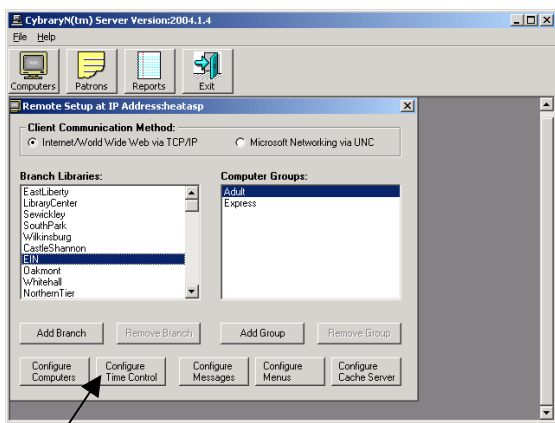 CybraryN(tm) Server Version:2004.1.4
File Help
Computers Patrons Reports Exit
Remote Setup at IP Address:heatasp
Client Communication Method:
Internet/World Wide Web via TCP/IP Microsoft Networking via UNC
Branch Libraries: Computer Groups:
EastLiberty Adult
LibraryCenter Express
Sewickley
SouthPark
Wilkinsburg
CastleShannon
EIN
Oakmont
Whitehall
NorthernTier
Add Branch Remove Branch Add Group Remove Group
Configure Configure Configure Configure Configure
Computers Time Control Messages Menus Cache Server